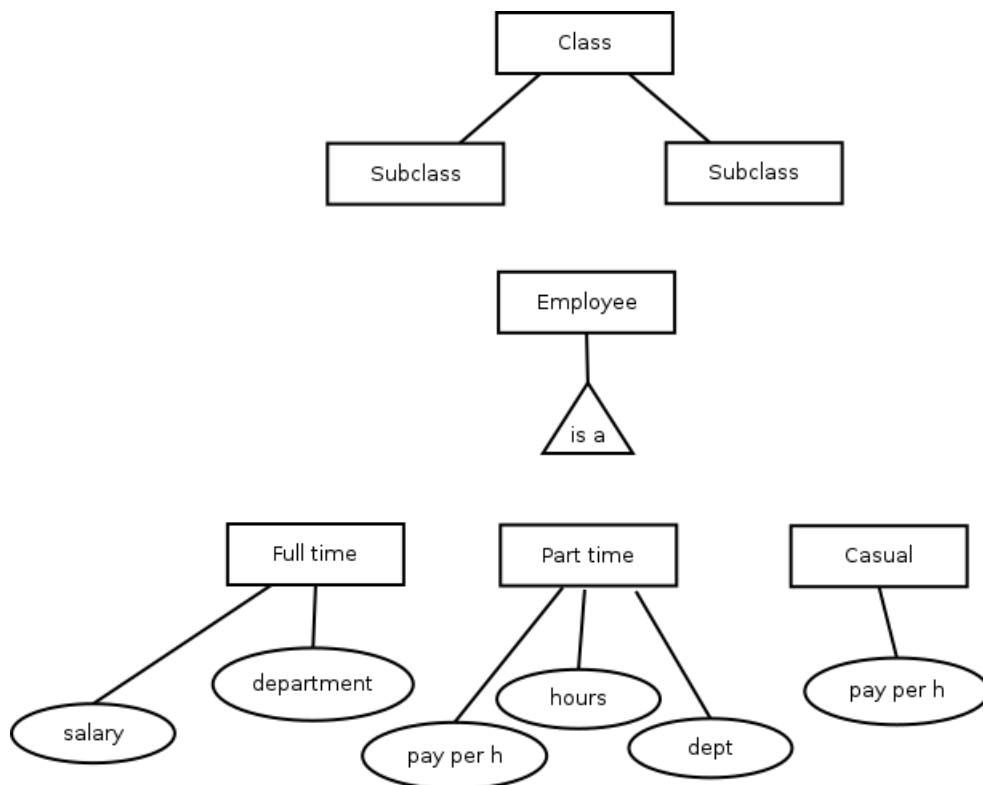 Class
Subclass
Subclass
Employee
is a
Full time
Part time
Casual
salary
department
pay per h
hours
dept
pay per h